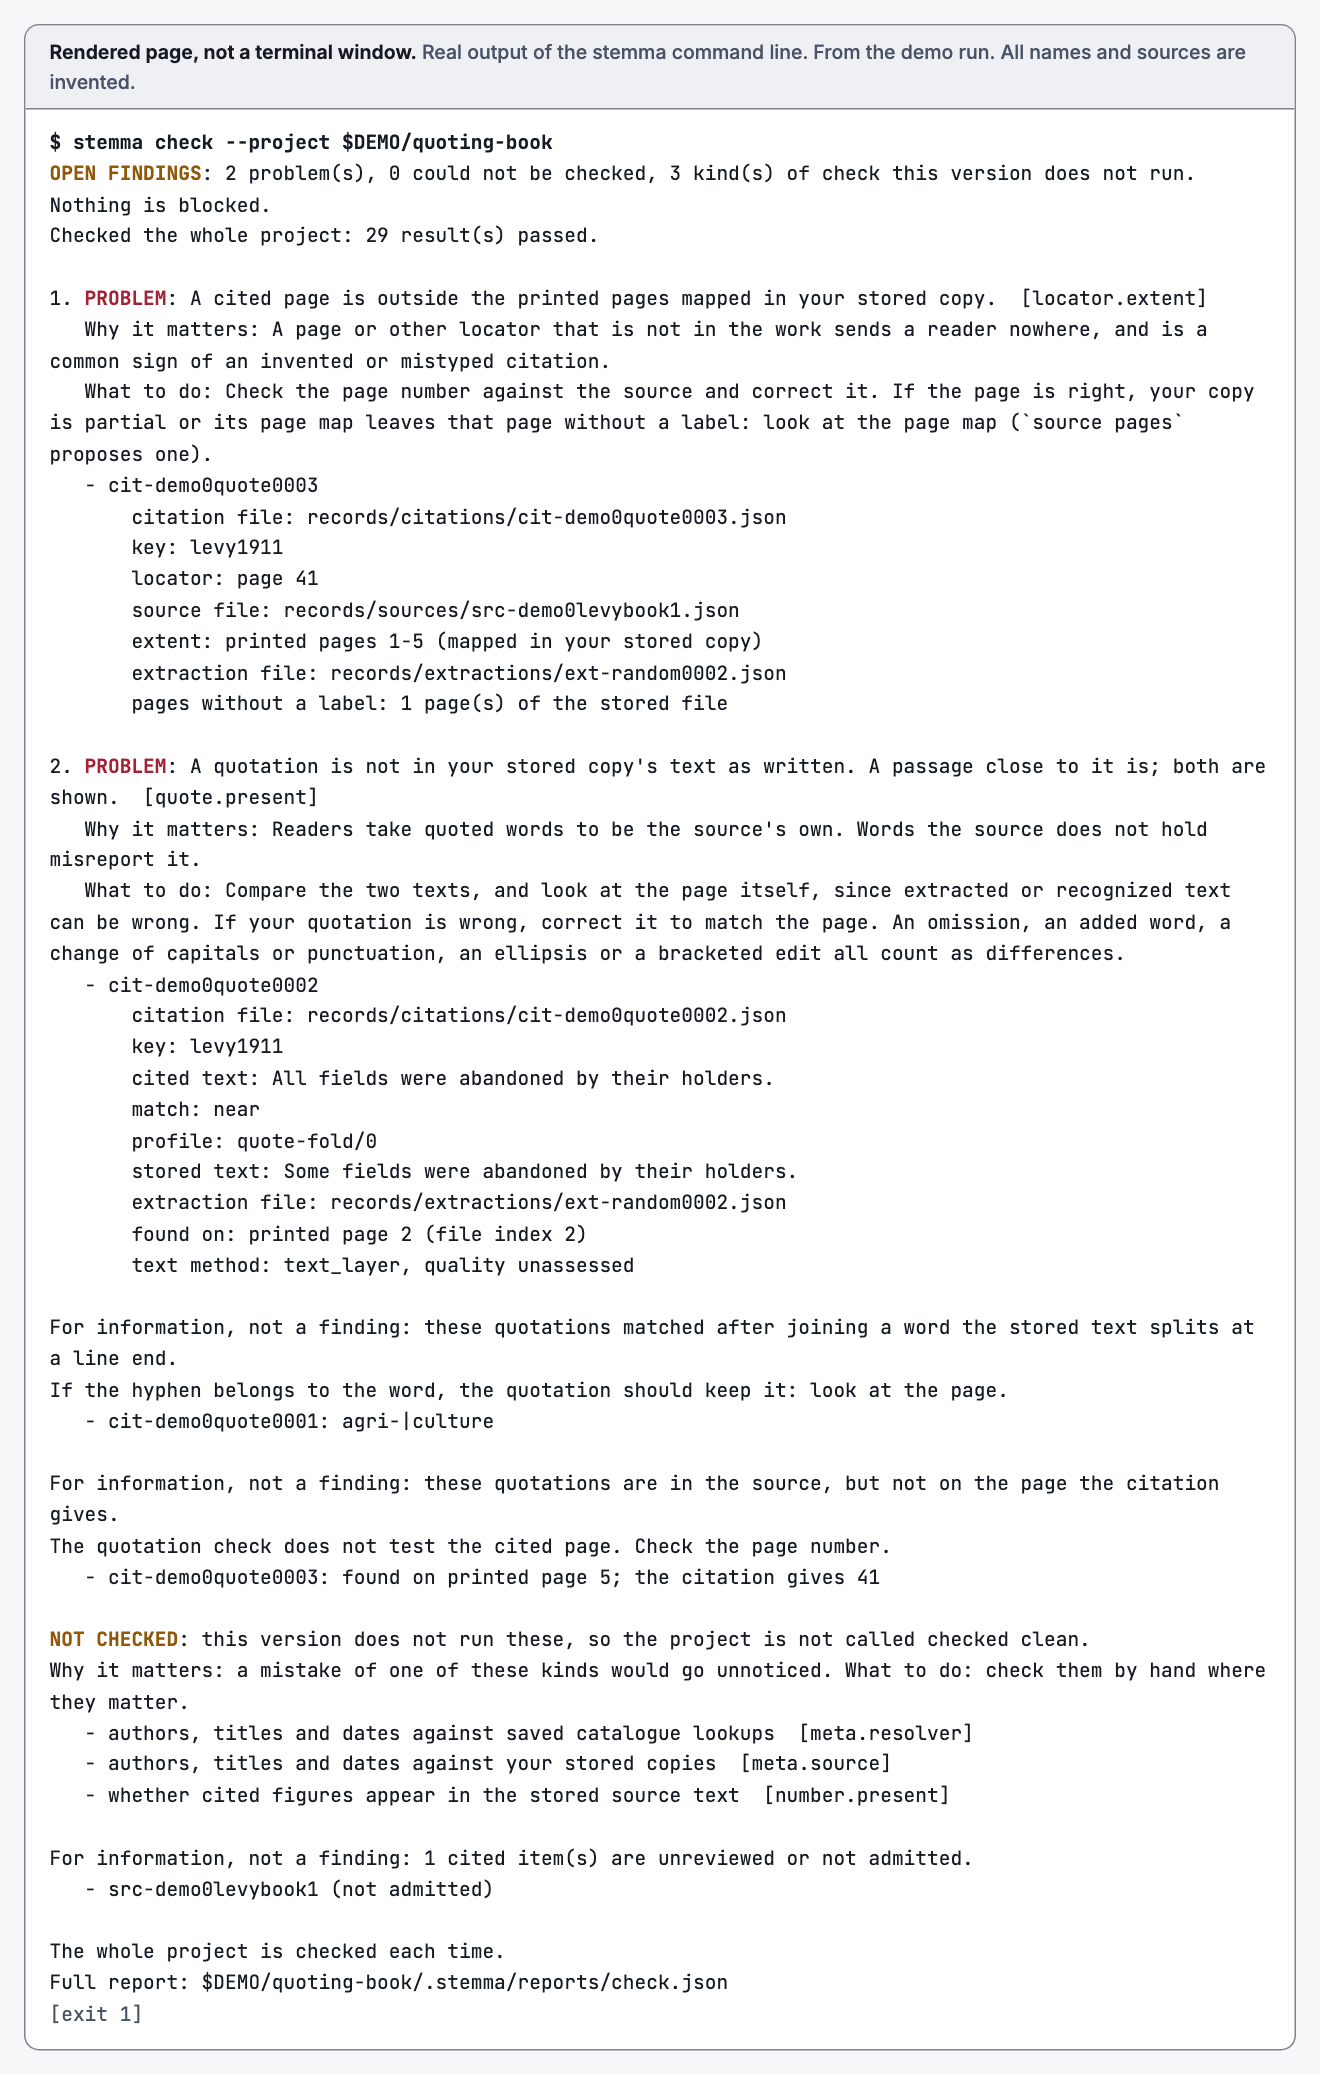 Rendered page, not a terminal window. Real output of the stemma command line. From the demo run. All names and sources are
invented.
$ stemma check --project $DEMO/quoting-book
OPEN FINDINGS: 2 problem(s), 0 could not be checked, 3 kind(s) of check this version does not run.
Nothing is blocked.
Checked the whole project: 29 result(s) passed.

1. PROBLEM: A cited page is outside the printed pages mapped in your stored copy.  [locator.extent]
   Why it matters: A page or other locator that is not in the work sends a reader nowhere, and is a
common sign of an invented or mistyped citation.
   What to do: Check the page number against the source and correct it. If the page is right, your copy
is partial or its page map leaves that page without a label: look at the page map (`source pages`
proposes one).
   - cit-demo0quote0003
       citation file: records/citations/cit-demo0quote0003.json
       key: levy1911
       locator: page 41
       source file: records/sources/src-demo0levybook1.json
       extent: printed pages 1-5 (mapped in your stored copy)
       extraction file: records/extractions/ext-random0002.json
       pages without a label: 1 page(s) of the stored file

2. PROBLEM: A quotation is not in your stored copy's text as written. A passage close to it is; both are
shown.  [quote.present]
   Why it matters: Readers take quoted words to be the source's own. Words the source does not hold
misreport it.
   What to do: Compare the two texts, and look at the page itself, since extracted or recognized text
can be wrong. If your quotation is wrong, correct it to match the page. An omission, an added word, a
change of capitals or punctuation, an ellipsis or a bracketed edit all count as differences.
   - cit-demo0quote0002
       citation file: records/citations/cit-demo0quote0002.json
       key: levy1911
       cited text: All fields were abandoned by their holders.
       match: near
       profile: quote-fold/0
       stored text: Some fields were abandoned by their holders.
       extraction file: records/extractions/ext-random0002.json
       found on: printed page 2 (file index 2)
       text method: text_layer, quality unassessed

For information, not a finding: these quotations matched after joining a word the stored text splits at
a line end.
If the hyphen belongs to the word, the quotation should keep it: look at the page.
   - cit-demo0quote0001: agri-|culture

For information, not a finding: these quotations are in the source, but not on the page the citation
gives.
The quotation check does not test the cited page. Check the page number.
   - cit-demo0quote0003: found on printed page 5; the citation gives 41

NOT CHECKED: this version does not run these, so the project is not called checked clean.
Why it matters: a mistake of one of these kinds would go unnoticed. What to do: check them by hand where
they matter.
   - authors, titles and dates against saved catalogue lookups  [meta.resolver]
   - authors, titles and dates against your stored copies  [meta.source]
   - whether cited figures appear in the stored source text  [number.present]

For information, not a finding: 1 cited item(s) are unreviewed or not admitted.
   - src-demo0levybook1 (not admitted)

The whole project is checked each time.
Full report: $DEMO/quoting-book/.stemma/reports/check.json
[exit 1]